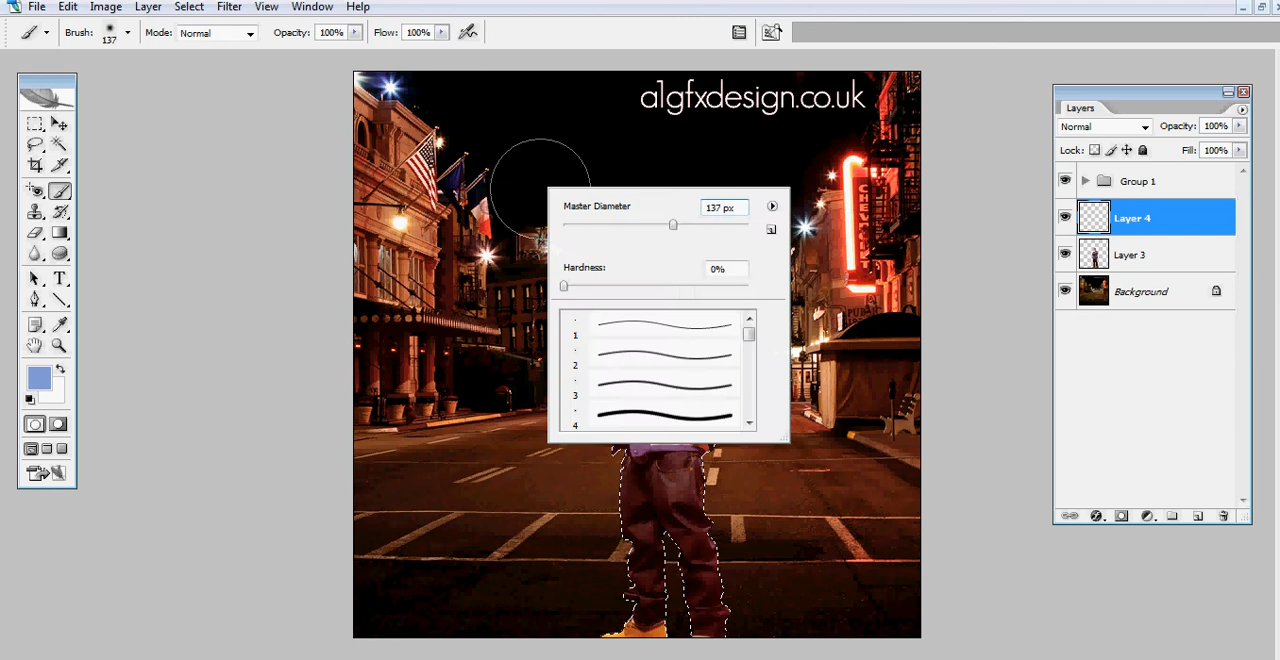 File Edit Image Layer Select Filter View Window Help
Brush: 137 Mode: Normal Opacity: 100% Flow: 100%
a1gfxdesign.co.uk
Layers
Normal Opacity: 100%
Lock: Fill: 100%
Group 1
Layer 4
Layer 3
Background
Master Diameter 137 px
Hardness: 0%
1
2
3
4
CHEVROLET